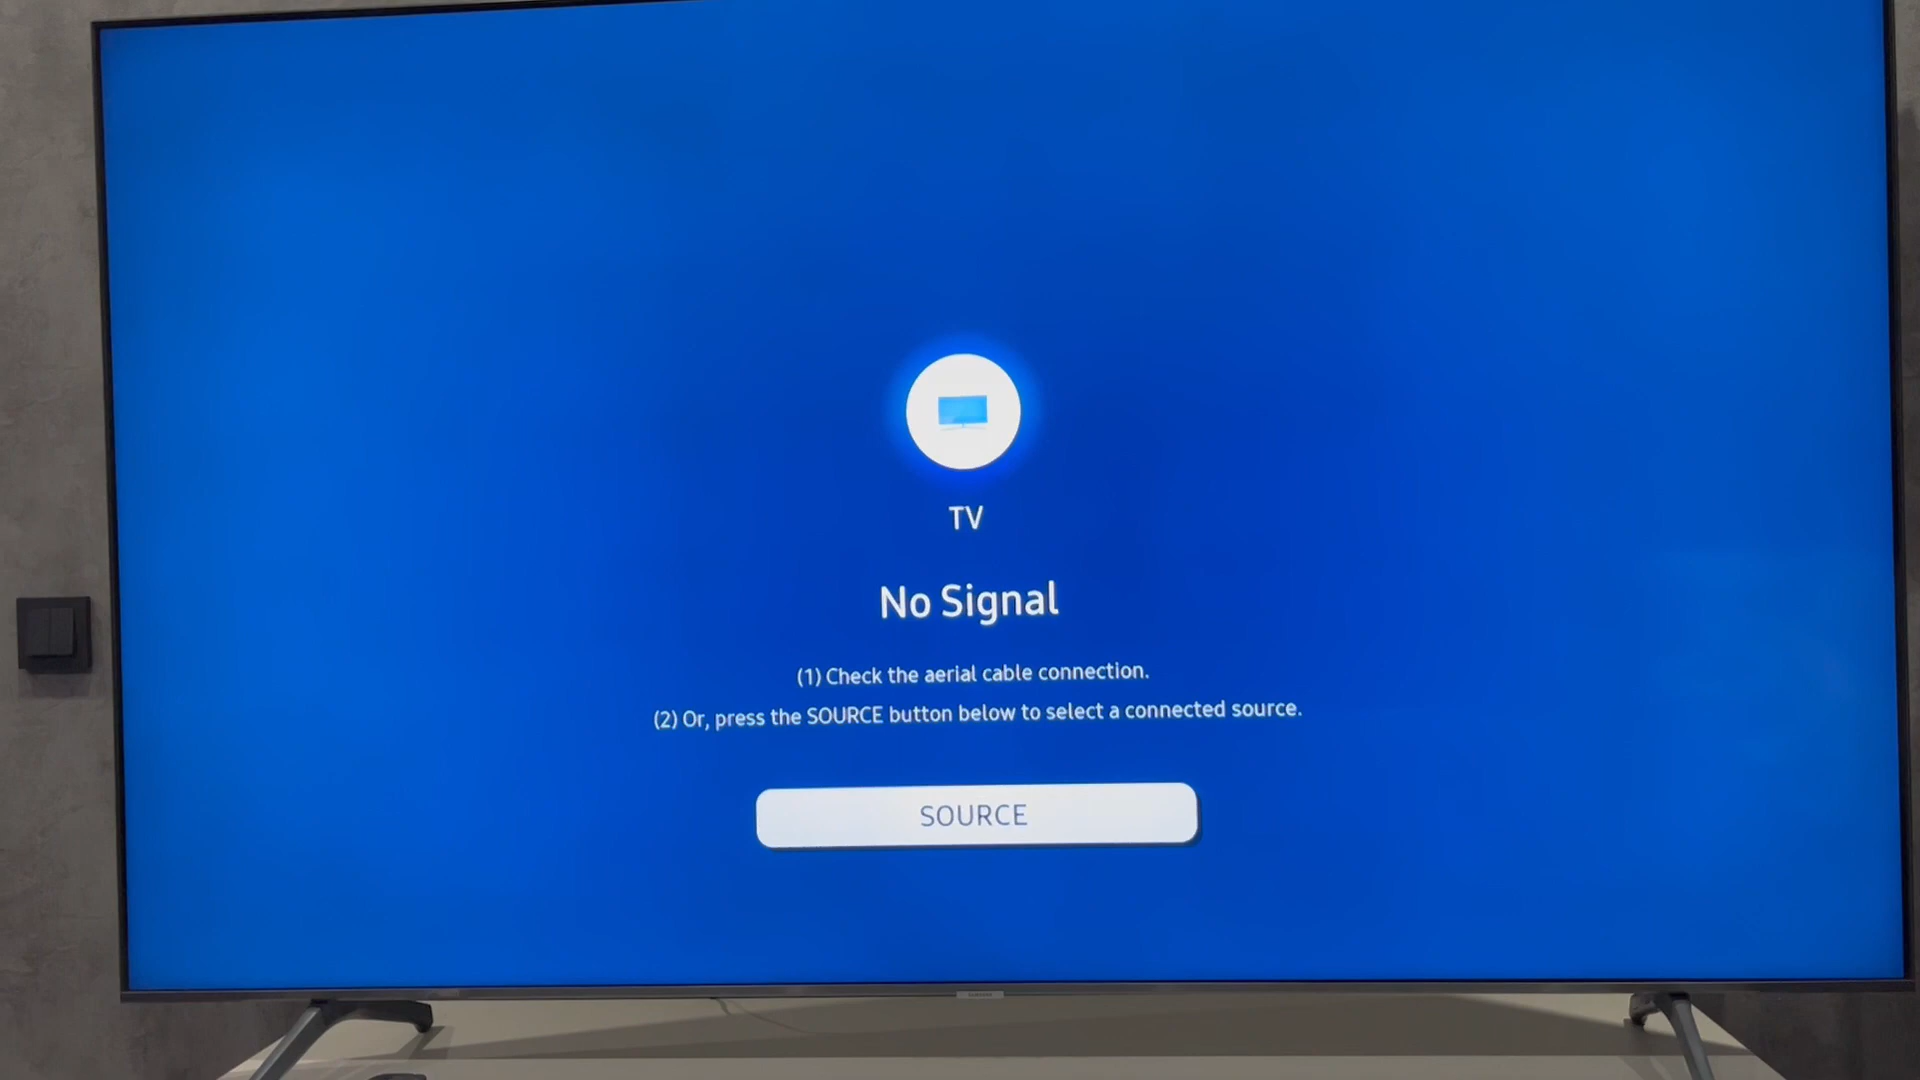 TV
No Signal
(1) Check the aerial cable connection.
(2) Or, press the SOURCE button below to select a connected source.
SOURCE